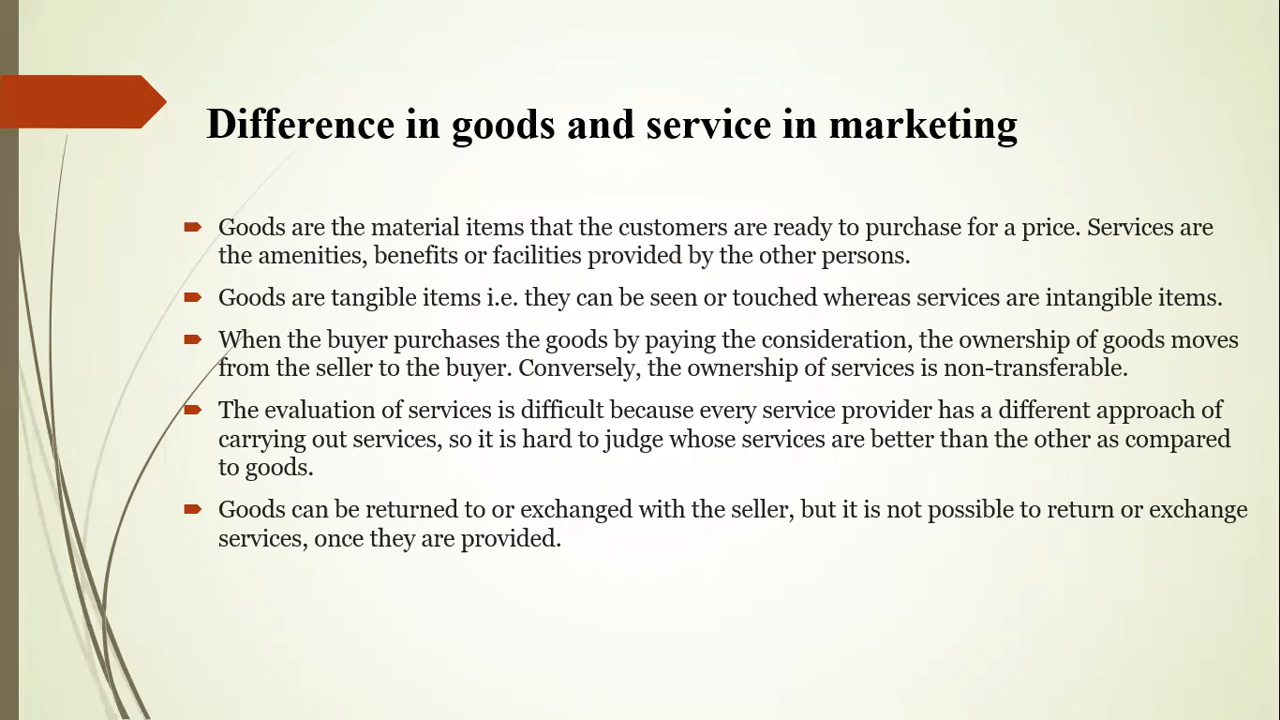 Difference in goods and service in marketing
Goods are the material items that the customers are ready to purchase for a price. Services are
the amenities, benefits or facilities provided by the other persons.
Goods are tangible items i.e. they can be seen or touched whereas services are intangible items.
When the buyer purchases the goods by paying the consideration, the ownership of goods moves
from the seller to the buyer. Conversely, the ownership of services is non-transferable.
The evaluation of services is difficult because every service provider has a different approach of
carrying out services, so it is hard to judge whose services are better than the other as compared
to goods.
Goods can be returned to or exchanged with the seller, but it is not possible to return or exchange
services, once they are provided.